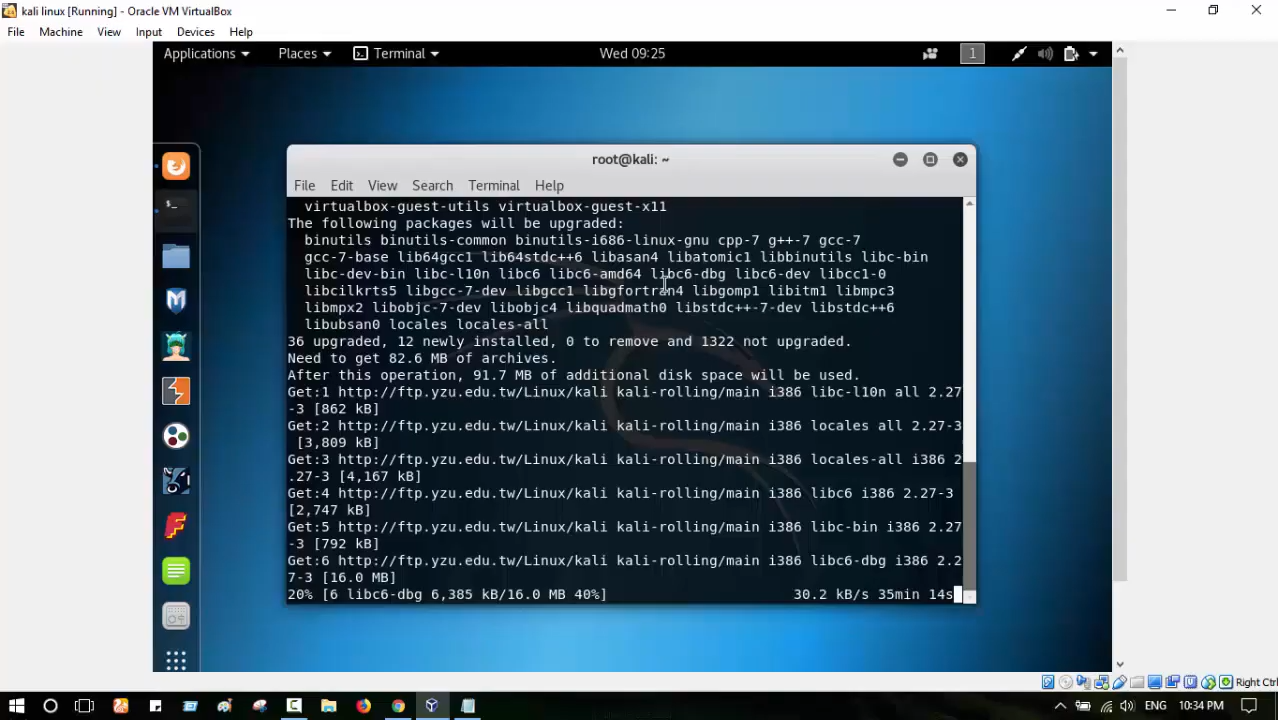 kali linux [Running] - Oracle VM VirtualBox
File Machine View Input Devices Help
Applications Places Terminal Wed 09:25 1
root@kali: ~
File Edit View Search Terminal Help
virtualbox-guest-utils virtualbox-guest-x11
The following packages will be upgraded:
binutils binutils-common binutils-i686-linux-gnu cpp-7 g++-7 gcc-7
gcc-7-base lib64gcc1 lib64stdc++6 libasan4 libatomic1 libbinutils libc-bin
libc-dev-bin libc-l10n libc6 libc6-amd64 libc6-dbg libc6-dev libcc1-0
libcilkrts5 libgcc-7-dev libgcc1 libgfortran4 libgomp1 libitm1 libmpc3
libmpx2 libobjc-7-dev libobjc4 libquadmath0 libstdc++-7-dev libstdc++6
libubsan0 locales locales-all
36 upgraded, 12 newly installed, 0 to remove and 1322 not upgraded.
Need to get 82.6 MB of archives.
After this operation, 91.7 MB of additional disk space will be used.
Get:1 http://ftp.yzu.edu.tw/Linux/kali kali-rolling/main i386 libc-l10n all 2.27
-3 [862 kB]
Get:2 http://ftp.yzu.edu.tw/Linux/kali kali-rolling/main i386 locales all 2.27-3
[3,809 kB]
Get:3 http://ftp.yzu.edu.tw/Linux/kali kali-rolling/main i386 locales-all i386 2
.27-3 [4,167 kB]
Get:4 http://ftp.yzu.edu.tw/Linux/kali kali-rolling/main i386 libc6 i386 2.27-3
[2,747 kB]
Get:5 http://ftp.yzu.edu.tw/Linux/kali kali-rolling/main i386 libc-bin i386 2.27
-3 [792 kB]
Get:6 http://ftp.yzu.edu.tw/Linux/kali kali-rolling/main i386 libc6-dbg i386 2.2
7-3 [16.0 MB]
20% [6 libc6-dbg 6,385 kB/16.0 MB 40%] 30.2 kB/s 35min 14s
Right Ctrl
ENG 10:34 PM